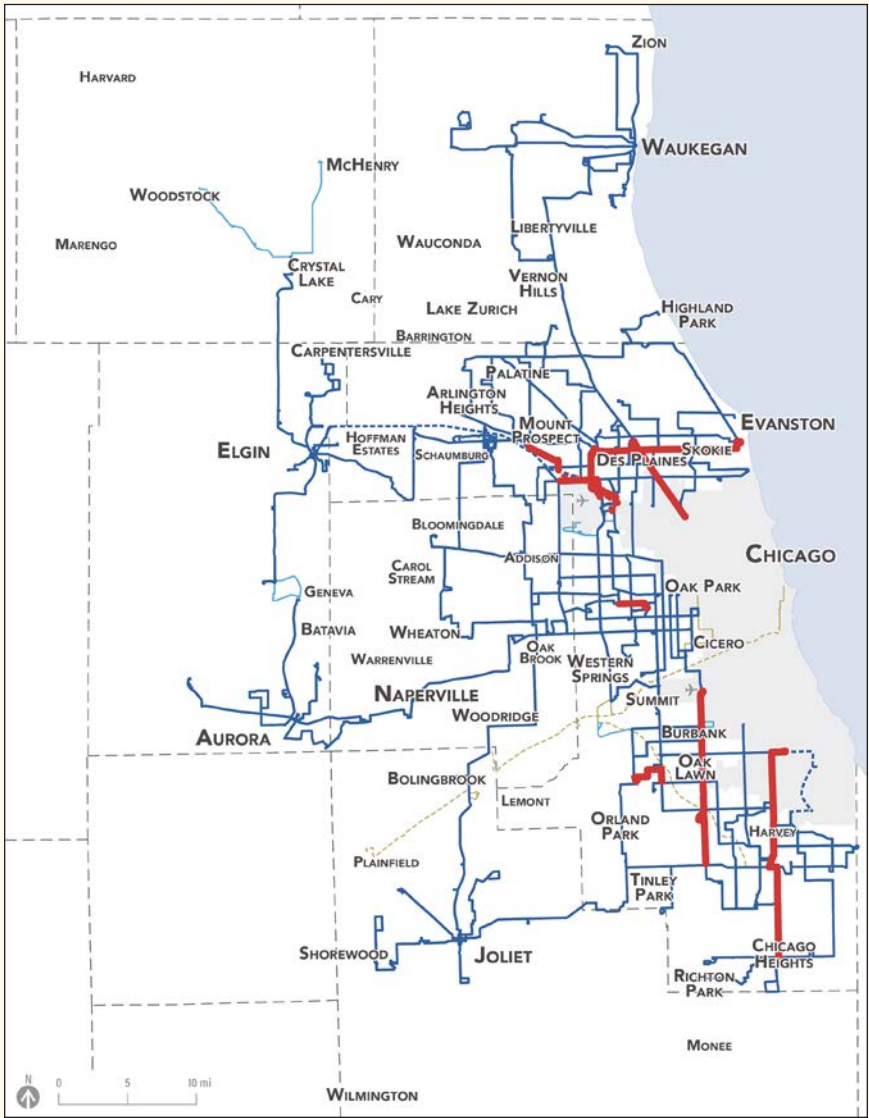 ZION
HARVARD
WAUKEGAN
MCHENRY
WOODSTOCK
LIBERTYVILLE
MARENGO
WAUCONDA
CRYSTAL
LAKE
VERNON
HILLS
CARY
LAKE ZURICH
HIGHLAND
PARK
BARRINGTON
CARPENTERSVILLE
PALATINE
ARLINGTON
HEIGHTS
MOUNT
PROSPECT
EVANSTON
ELGIN
HOFFMAN
ESTATES
SCHAUMBURG
DES PLAINES
SKOKIE
BLOOMINGDALE
CHICAGO
ADDISON
CAROL
STREAM
OAK PARK
GENEVA
BATAVIA
WHEATON
CICERO
OAK
BROOK
WESTERN
SPRINGS
WARRENVILLE
NAPERVILLE
SUMMIT
WOODRIDGE
AURORA
BURBANK
OAK
LAWN
BOLINGBROOK
LEMONT
ORLAND
PARK
HARVEY
PLAINFIELD
TINLEY
PARK
SHOREWOOD
JOLIET
CHICAGO
HEIGHTS
RICHTON
PARK
MONEE
N
0 5 10 mi
WILMINGTON